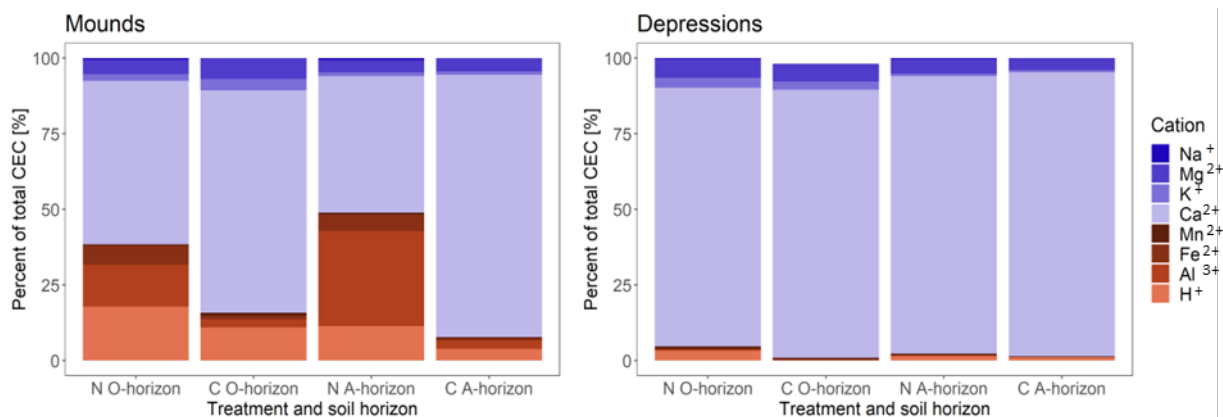 Mounds
Percent of total CEC [%]
100
75
50
25
0
N O-horizon C O-horizon N A-horizon C A-horizon
Treatment and soil horizon
Depressions
Percent of total CEC [%]
100
75
50
25
0
N O-horizon C O-horizon N A-horizon C A-horizon
Treatment and soil horizon
Cation
Na⁺
Mg²⁺
K⁺
Ca²⁺
Mn²⁺
Fe²⁺
Al³⁺
H⁺